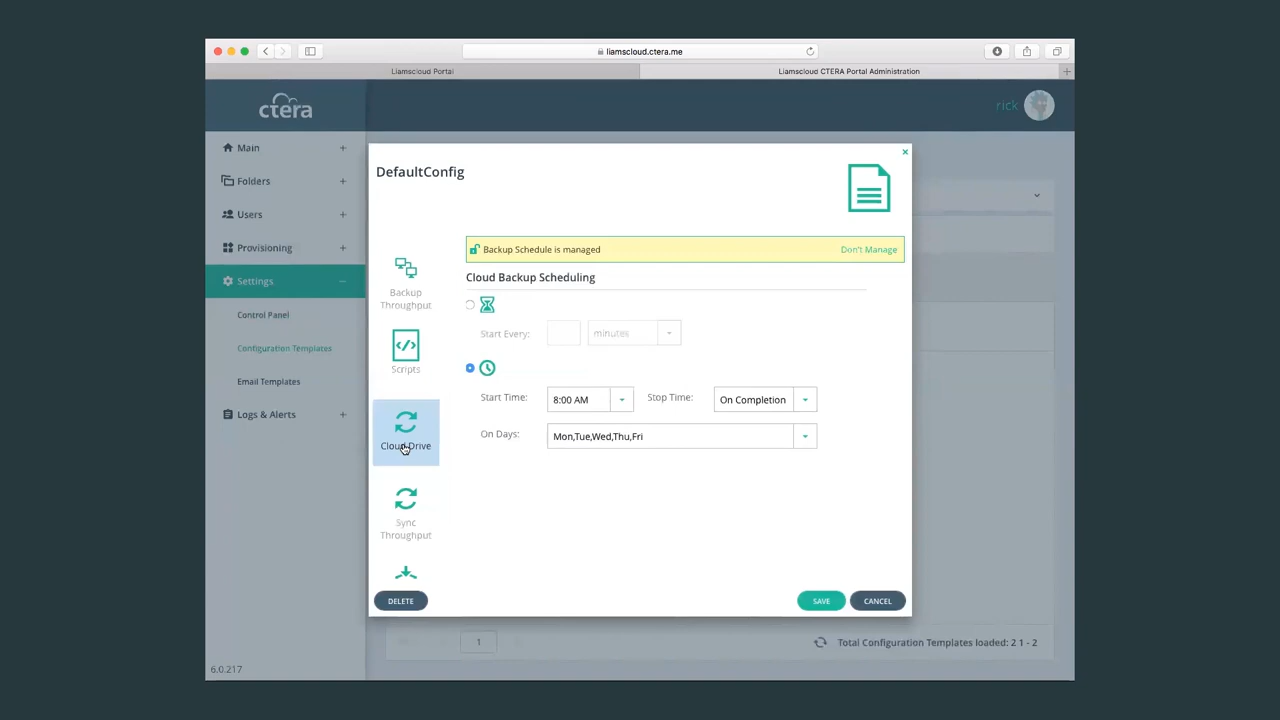 liamscloud.ctera.me
Liamscloud Portal
Liamscloud CTERA Portal Administration
ctera
rick
Main
Folders
Users
Provisioning
Settings
Control Panel
Configuration Templates
Email Templates
Logs & Alerts
6.0.217
DefaultConfig
Backup Throughput
Scripts
Cloud Drive
Sync Throughput
Backup Schedule is managed Don't Manage
Cloud Backup Scheduling
Start Every: minutes
Start Time: 8:00 AM Stop Time: On Completion
On Days: Mon,Tue,Wed,Thu,Fri
DELETE SAVE CANCEL
1 Total Configuration Templates loaded: 2 1 - 2